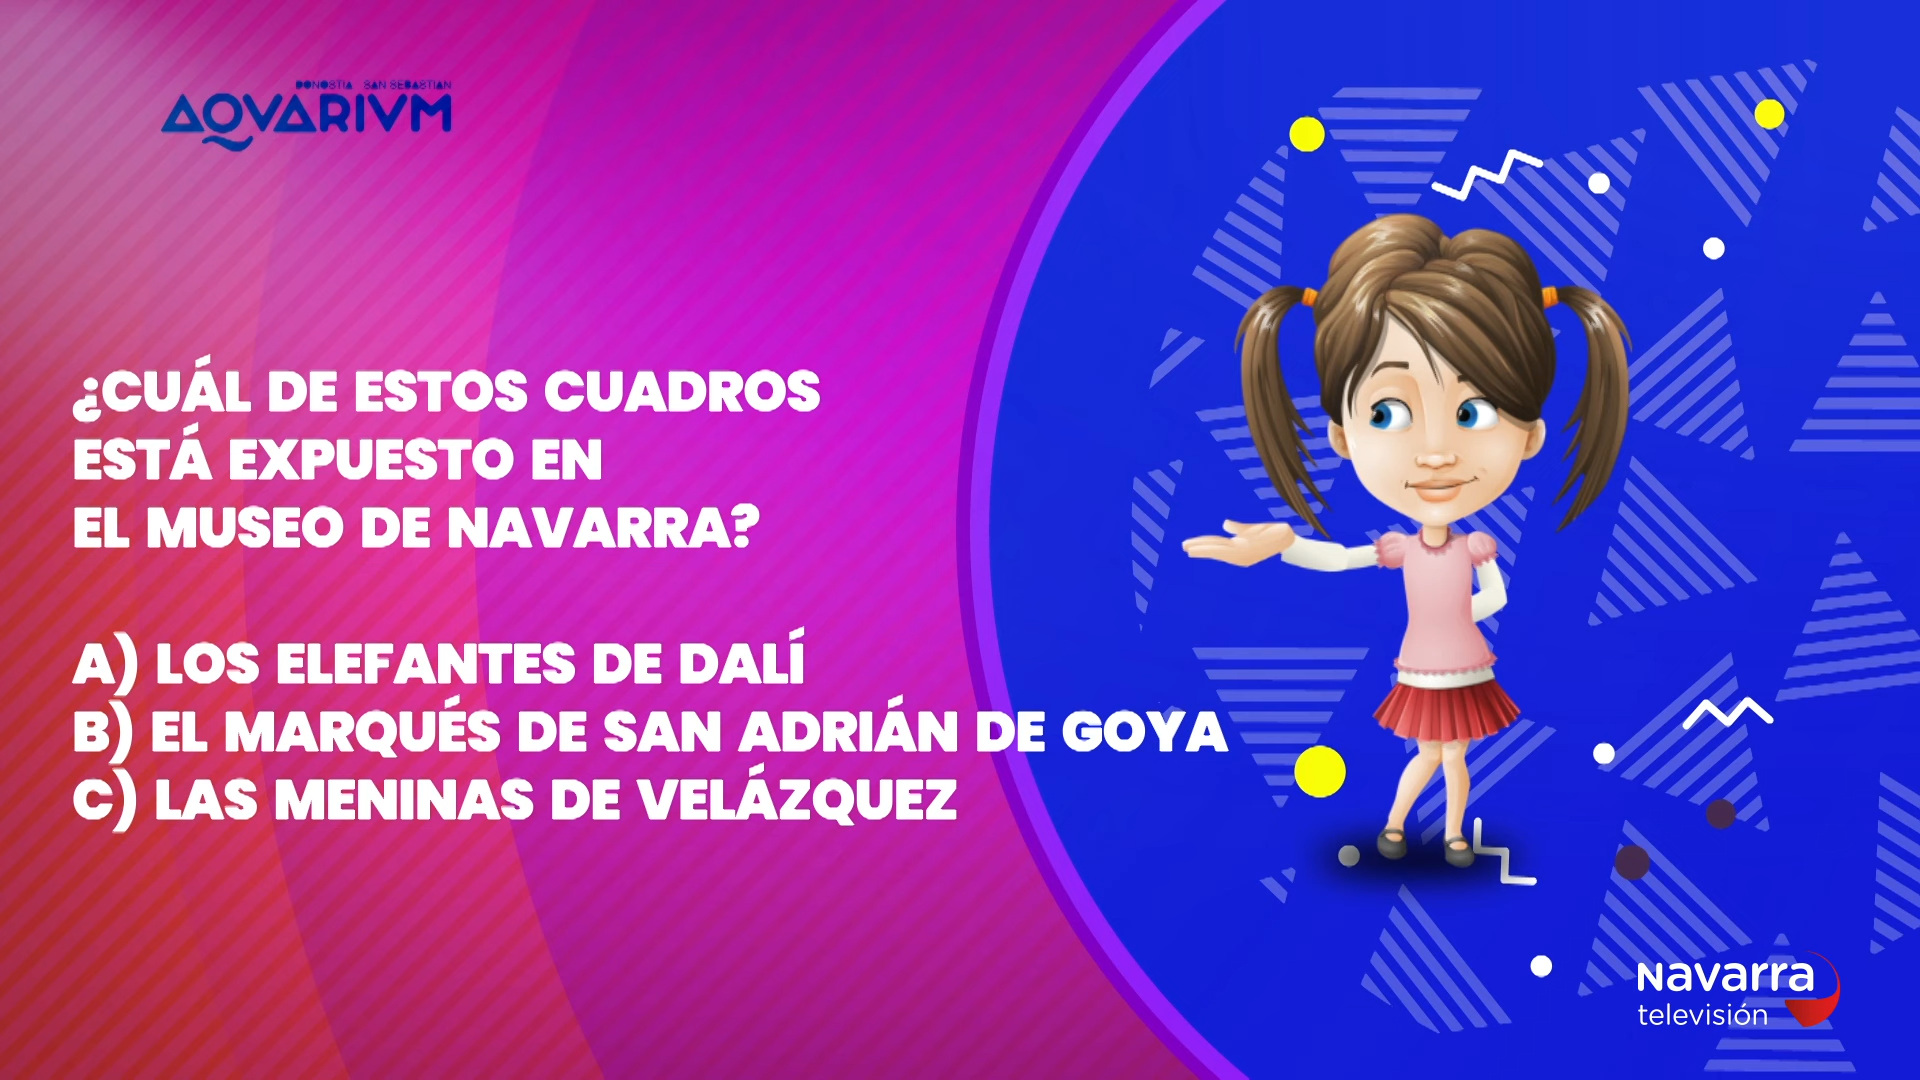 DONOSTIA SAN SEBASTIAN
AQVARIVM
¿CUÁL DE ESTOS CUADROS
ESTÁ EXPUESTO EN
EL MUSEO DE NAVARRA?
A) LOS ELEFANTES DE DALÍ
B) EL MARQUÉS DE SAN ADRIÁN DE GOYA
C) LAS MENINAS DE VELÁZQUEZ
Navarra
televisión